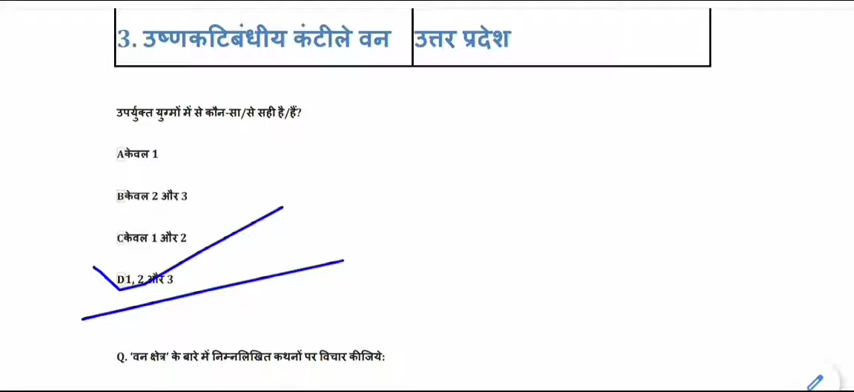 3. उष्णकटिबंधीय कंटीले वन उत्तर प्रदेश
उपर्युक्त युग्मों में से कौन-सा/से सही है/हैं?
Aकेवल 1
Bकेवल 2 और 3
Cकेवल 1 और 2
D1, 2 और 3
Q. 'वन क्षेत्र' के बारे में निम्नलिखित कथनों पर विचार कीजिये: